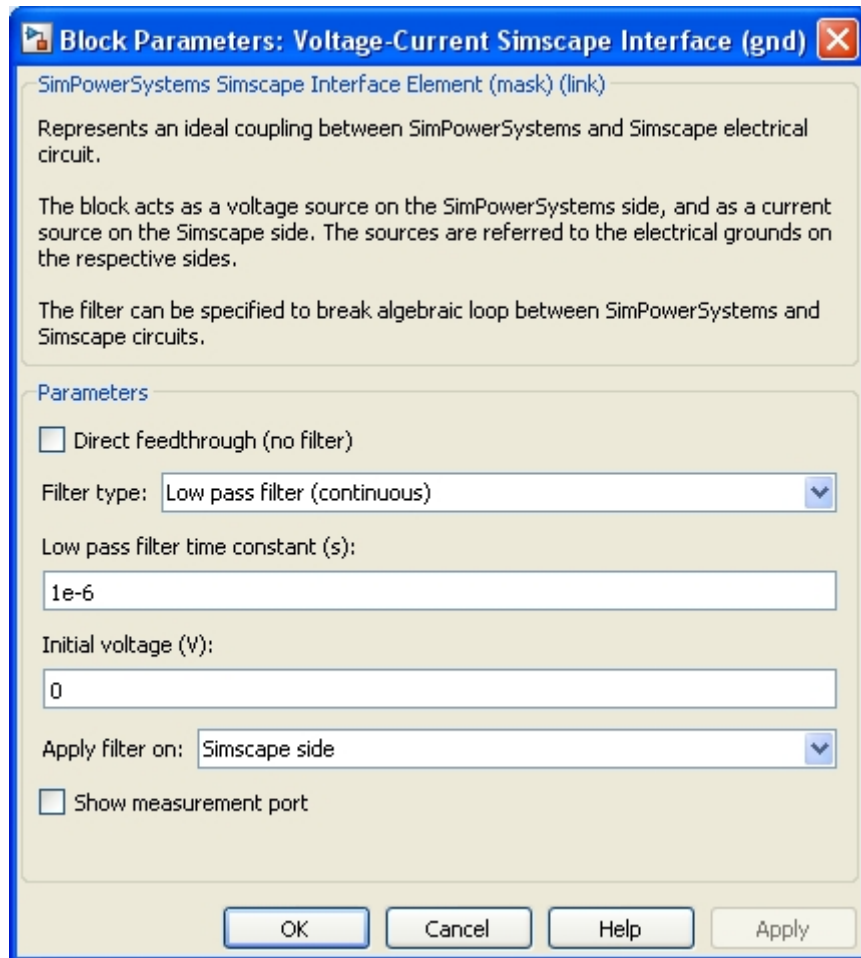 Block Parameters: Voltage-Current Simscape Interface (gnd)
SimPowerSystems Simscape Interface Element (mask) (link)
Represents an ideal coupling between SimPowerSystems and Simscape electrical
circuit.
The block acts as a voltage source on the SimPowerSystems side, and as a current
source on the Simscape side. The sources are referred to the electrical grounds on
the respective sides.
The filter can be specified to break algebraic loop between SimPowerSystems and
Simscape circuits.
Parameters
Direct feedthrough (no filter)
Filter type: Low pass filter (continuous)
Low pass filter time constant (s):
1e-6
Initial voltage (V):
0
Apply filter on: Simscape side
Show measurement port
OK Cancel Help Apply